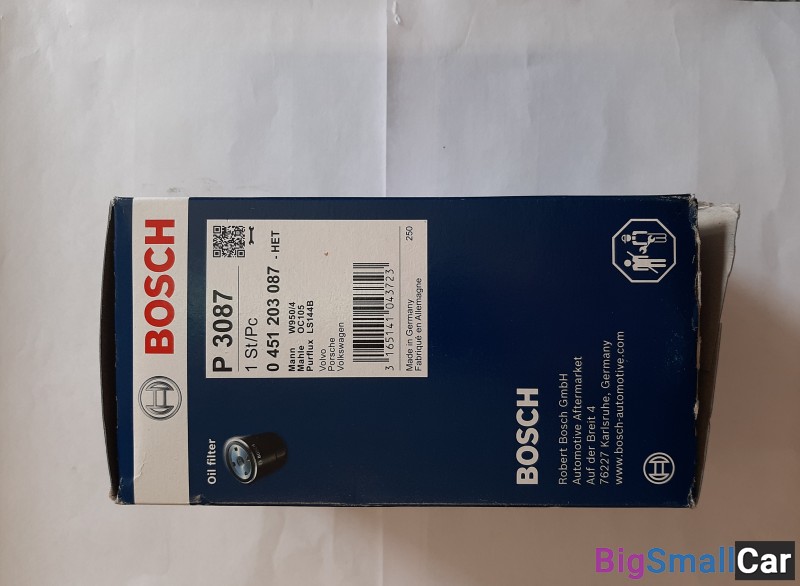 BOSCH
P 3087
1 St/Pc
0 451 203 087 - HET
Mann W950/4
Mahle OC105
Purflux LS144B
Volvo
Porsche
Volkswagen
3 165141 043723
Made in Germany
Fabriqué en Allemagne
250
Oil filter
BOSCH
Robert Bosch GmbH
Automotive Aftermarket
Auf der Breit 4
76227 Karlsruhe, Germany
www.bosch-automotive.com
BigSmallCar